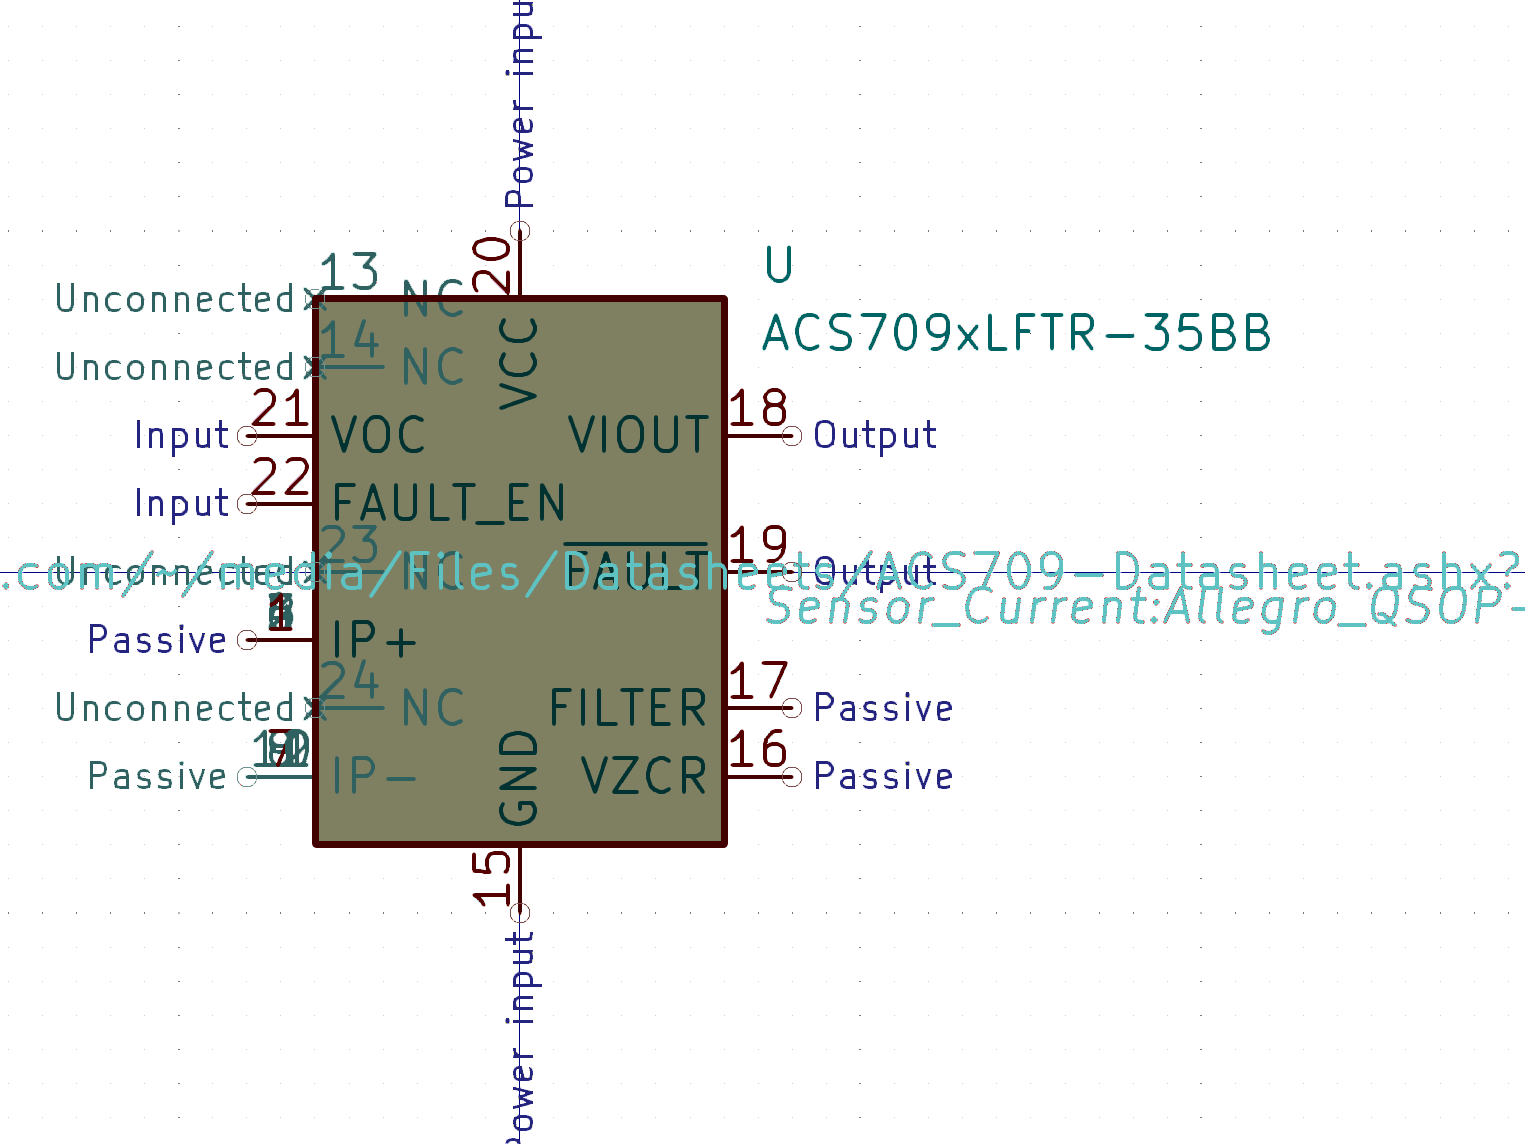 Power inpu
20
U
13
Unconnected NC
VCC
ACS709xLFTR-35BB
14
Unconnected NC
21
Input VOC
18
VIOUT Output
22
Input FAULT_EN
23
Unconnected NC
19
FAULT Output
.com/~/media/Files/Datasheets/ACS709-Datasheet.ashx?
Sensor_Current:Allegro_QSOP-
1
Passive IP+
24
Unconnected NC
17
FILTER Passive
Passive IP-
16
VZCR Passive
GND
15
Power input